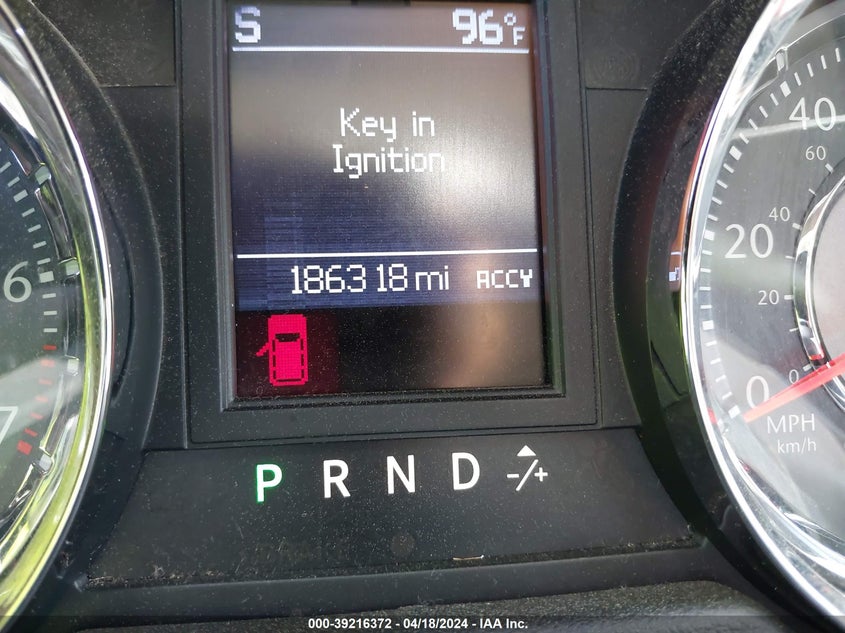 S 96°F
Key in
Ignition
186318 mi ACCY
6
7
40
60
20
40
20
0
0
MPH
km/h
P R N D -/+
000-39216372 - 04/18/2024 - IAA Inc.